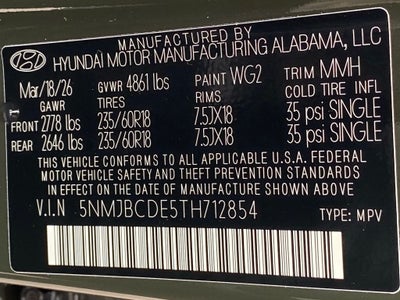 MANUFACTURED BY
HYUNDAI MOTOR MANUFACTURING ALABAMA, LLC
Mar/18/26 GVWR 4861 lbs PAINT WG2 TRIM MMH
GAWR TIRES RIMS COLD TIRE INFL
FRONT 2778 lbs 235/60R18 7.5JX18 35 psi SINGLE
REAR 2646 lbs 235/60R18 7.5JX18 35 psi SINGLE
THIS VEHICLE CONFORMS TO ALL APPLICABLE U.S.A. FEDERAL
MOTOR VEHICLE SAFETY AND THEFT PREVENTION STANDARDS
IN EFFECT ON THE DATE OF MANUFACTURE SHOWN ABOVE
V.I.N 5NMJBCDE5TH712854 TYPE: MPV